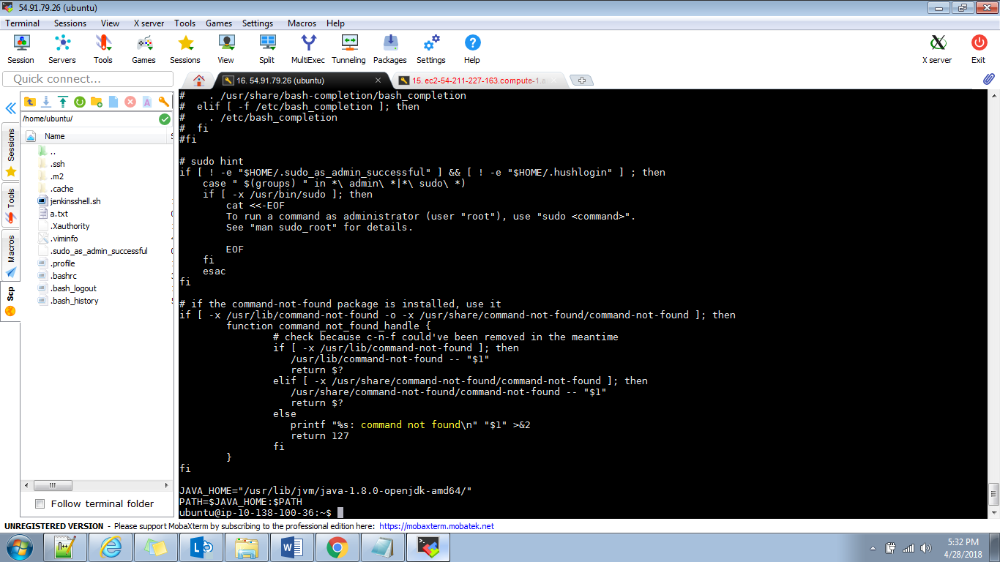 54.91.79.26 (ubuntu)
Terminal Sessions View X server Tools Games Settings Macros Help
Session Servers Tools Games Sessions View Split MultiExec Tunneling Packages Settings Help X server Exit
Quick connect...
16. 54.91.79.26 (ubuntu)
15. ec2-54-211-227-163.compute-1.
/home/ubuntu/
Name
..
.ssh
.m2
.cache
jenkinsshell.sh
a.txt
.Xauthority
.viminfo
.sudo_as_admin_successful
.profile
.bashrc
.bash_logout
.bash_history
Sessions
Tools
Macros
Scp
Follow terminal folder
#    . /usr/share/bash-completion/bash_completion
#  elif [ -f /etc/bash_completion ]; then
#    . /etc/bash_completion
#  fi
#fi
# sudo hint
if [ ! -e "$HOME/.sudo_as_admin_successful" ] && [ ! -e "$HOME/.hushlogin" ] ; then
    case " $(groups) " in *\ admin\ *|*\ sudo\ *)
    if [ -x /usr/bin/sudo ]; then
        cat <<-EOF
        To run a command as administrator (user "root"), use "sudo <command>".
        See "man sudo_root" for details.
        EOF
    fi
    esac
fi
# if the command-not-found package is installed, use it
if [ -x /usr/lib/command-not-found -o -x /usr/share/command-not-found/command-not-found ]; then
        function command_not_found_handle {
                # check because c-n-f could've been removed in the meantime
                if [ -x /usr/lib/command-not-found ]; then
                   /usr/lib/command-not-found -- "$1"
                   return $?
                elif [ -x /usr/share/command-not-found/command-not-found ]; then
                   /usr/share/command-not-found/command-not-found -- "$1"
                   return $?
                else
                   printf "%s: command not found\n" "$1" >&2
                   return 127
                fi
        }
fi
JAVA_HOME="/usr/lib/jvm/java-1.8.0-openjdk-amd64/"
PATH=$JAVA_HOME:$PATH
ubuntu@ip-10-138-100-36:~$
UNREGISTERED VERSION - Please support MobaXterm by subscribing to the professional edition here: https://mobaxterm.mobatek.net
5:32 PM
4/28/2018